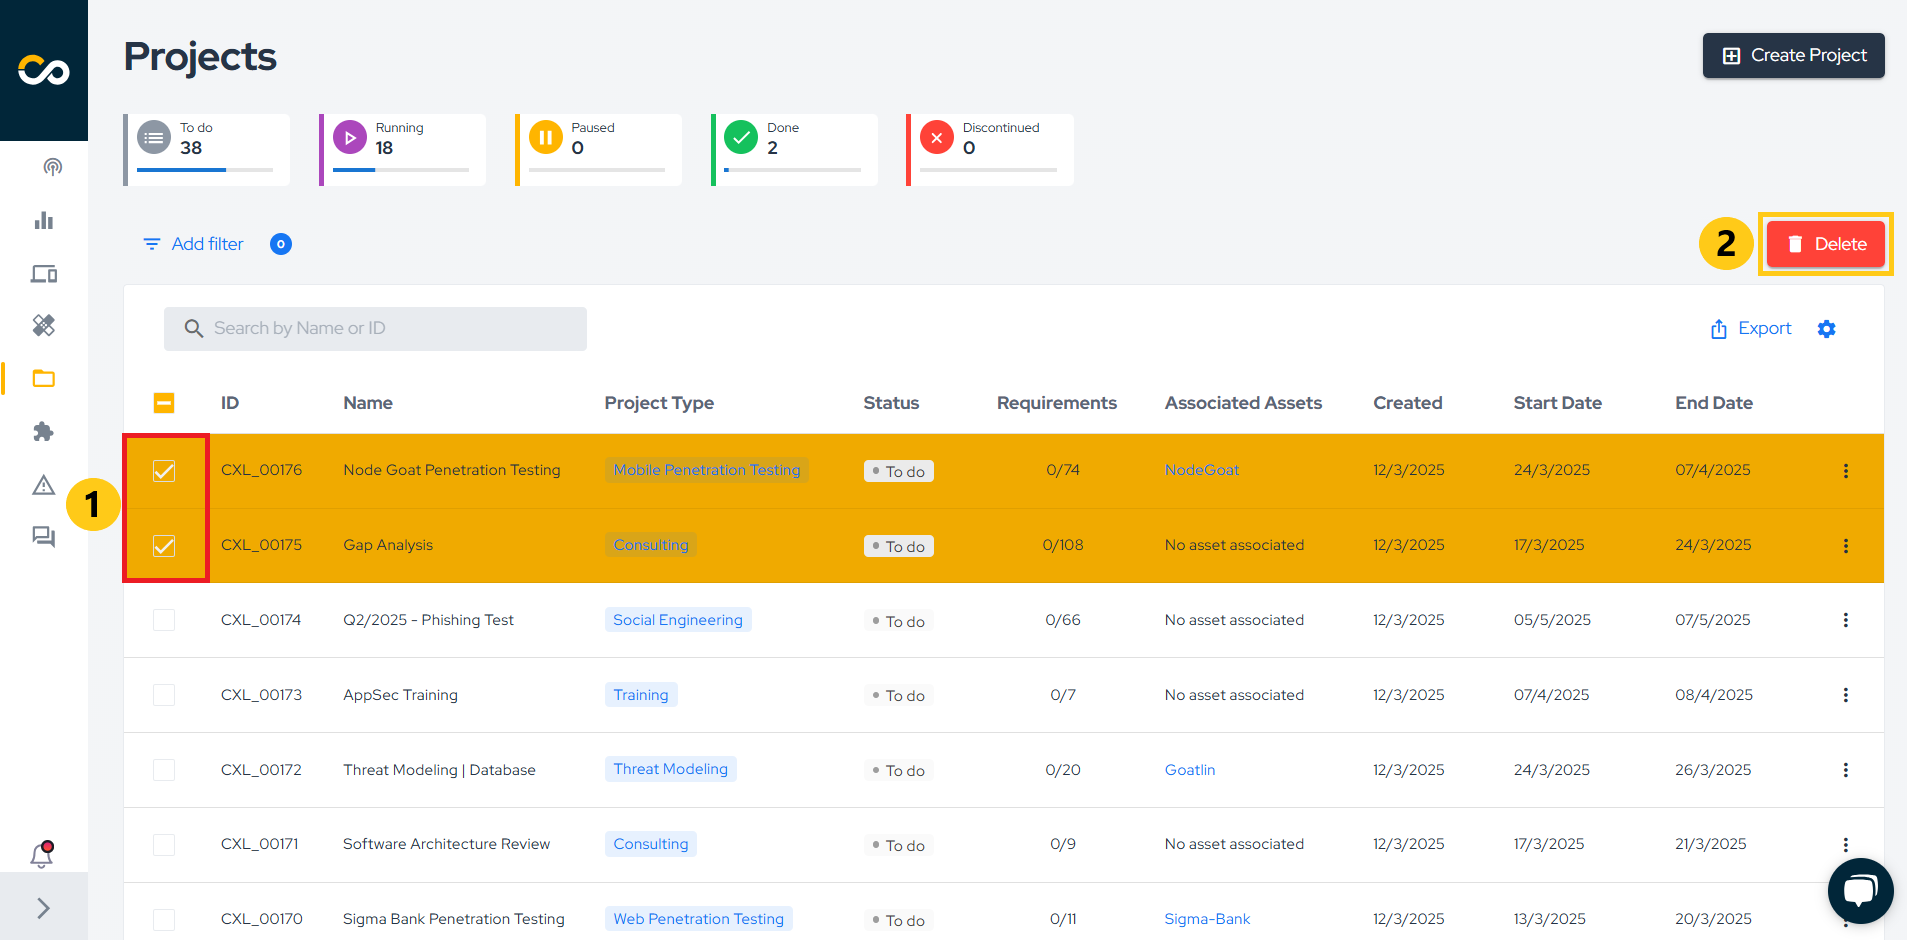 Projects
Create Project
To do
38
Running
18
Paused
0
Done
2
Discontinued
0
Add filter 0
2
Delete
Search by Name or ID
Export
ID Name Project Type Status Requirements Associated Assets Created Start Date End Date
CXL_00176 Node Goat Penetration Testing Mobile Penetration Testing To do 0/74 NodeGoat 12/3/2025 24/3/2025 07/4/2025
1
CXL_00175 Gap Analysis Consulting To do 0/108 No asset associated 12/3/2025 17/3/2025 24/3/2025
CXL_00174 Q2/2025 - Phishing Test Social Engineering To do 0/66 No asset associated 12/3/2025 05/5/2025 07/5/2025
CXL_00173 AppSec Training Training To do 0/7 No asset associated 12/3/2025 07/4/2025 08/4/2025
CXL_00172 Threat Modeling | Database Threat Modeling To do 0/20 Goatlin 12/3/2025 24/3/2025 26/3/2025
CXL_00171 Software Architecture Review Consulting To do 0/9 No asset associated 12/3/2025 17/3/2025 21/3/2025
CXL_00170 Sigma Bank Penetration Testing Web Penetration Testing To do 0/11 Sigma-Bank 12/3/2025 13/3/2025 20/3/2025